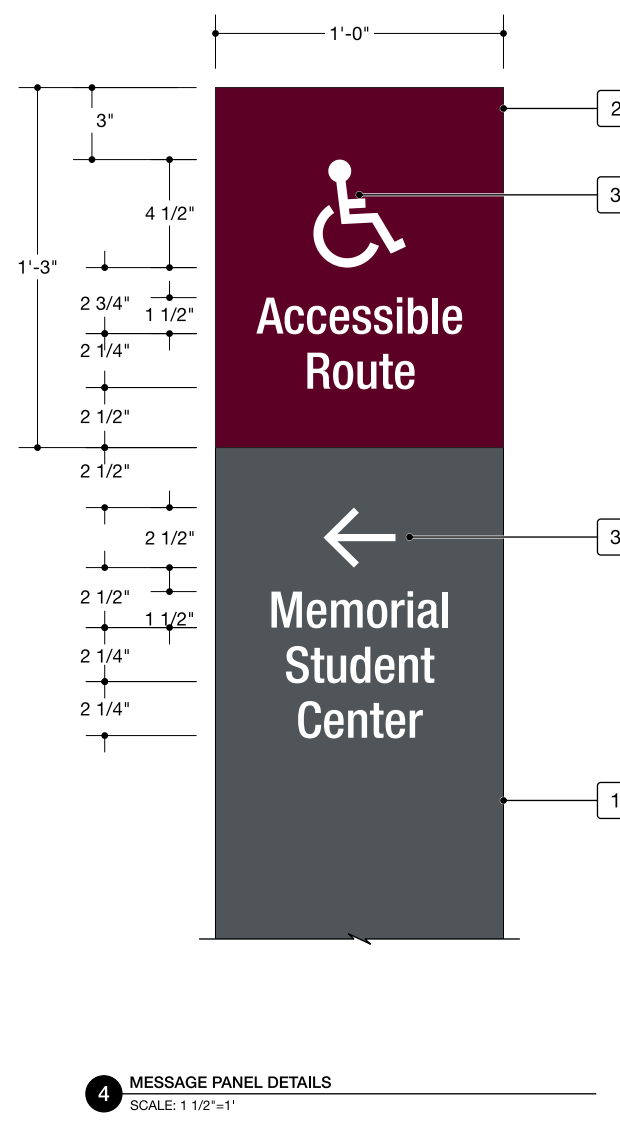 1'-0"
2
3"
3
4 1/2"
1'-3"
2 3/4"
1 1/2"
Accessible
2 1/4"
Route
2 1/2"
2 1/2"
2 1/2"
3
2 1/2"
1 1/2"
Memorial
2 1/4"
Student
2 1/4"
Center
1
4
MESSAGE PANEL DETAILS
SCALE: 1 1/2"=1'